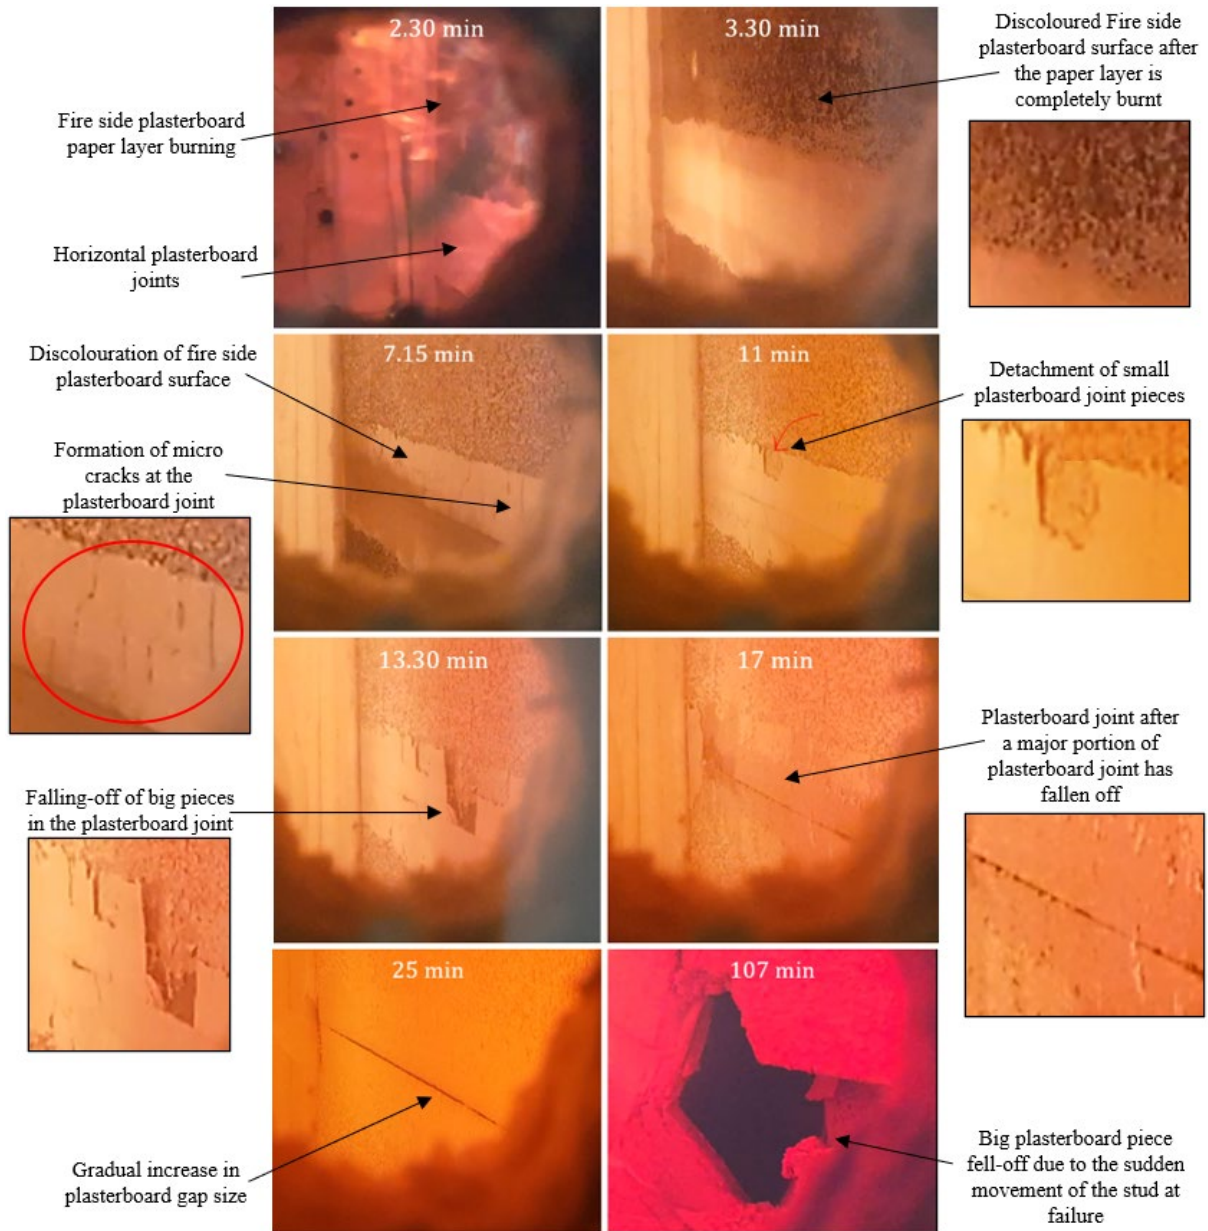 2.30 min
3.30 min
Discoloured Fire side
plasterboard surface after
the paper layer is
completely burnt
Fire side plasterboard
paper layer burning
Horizontal plasterboard
joints
Discolouration of fire side
plasterboard surface
7.15 min
11 min
Detachment of small
plasterboard joint pieces
Formation of micro
cracks at the
plasterboard joint
13.30 min
17 min
Plasterboard joint after
a major portion of
plasterboard joint has
fallen off
Falling-off of big pieces
in the plasterboard joint
25 min
107 min
Gradual increase in
plasterboard gap size
Big plasterboard piece
fell-off due to the sudden
movement of the stud at
failure